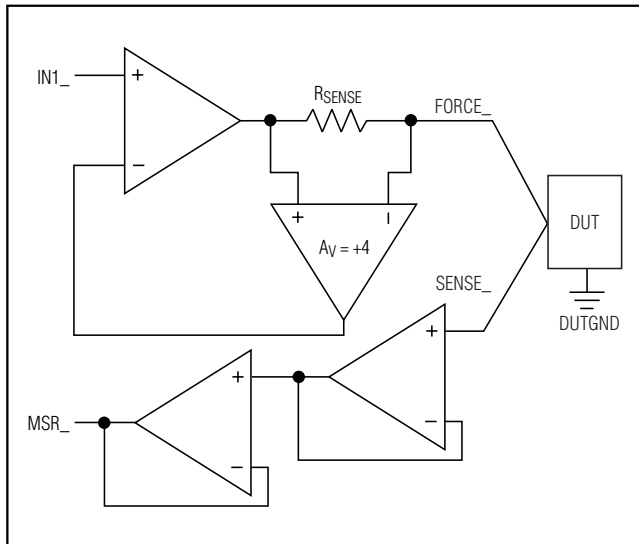 IN1_
+
−
RSENSE
FORCE_
+
−
AV = +4
DUT
SENSE_
DUTGND
+
−
+
−
MSR_